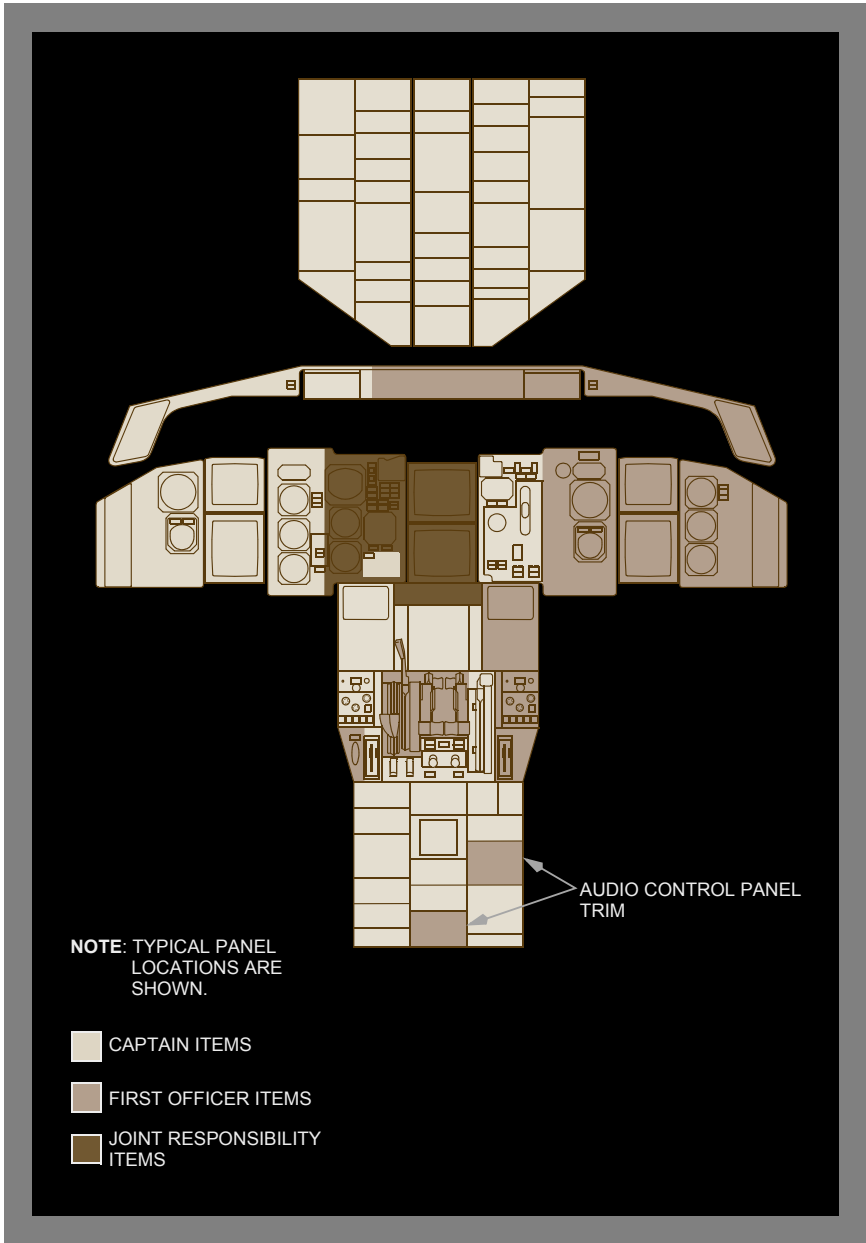 AUDIO CONTROL PANEL
TRIM
NOTE: TYPICAL PANEL
LOCATIONS ARE
SHOWN.
CAPTAIN ITEMS
FIRST OFFICER ITEMS
JOINT RESPONSIBILITY
ITEMS